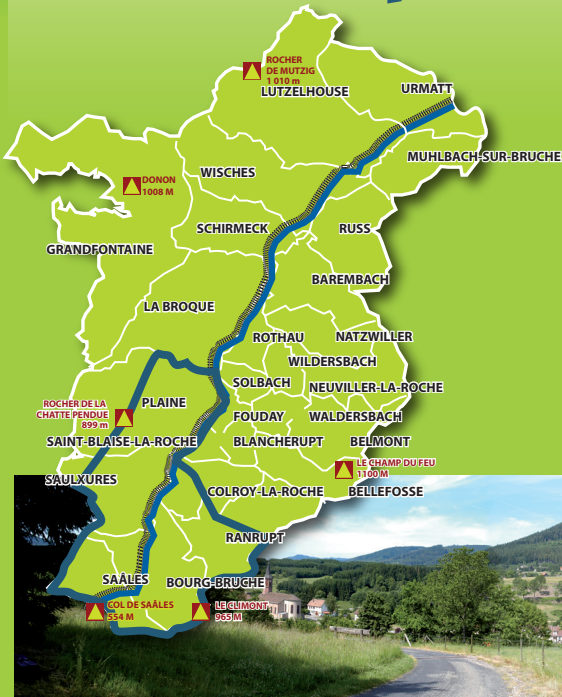 ROCHER
DE MUTZIG
1 010 m
LUTZELHOUSE
URMATT
MUHLBACH-SUR-BRUCHE
WISCHES
DONON
1008 M
SCHIRMECK
RUSS
GRANDFONTAINE
BAREMBACH
LA BROQUE
ROTHAU
NATZWILLER
WILDERSBACH
SOLBACH
NEUVILLER-LA-ROCHE
PLAINE
ROCHER DE LA
CHATTE PENDUE
899 m
FOUDAY
WALDERSBACH
SAINT-BLAISE-LA-ROCHE
BLANCHERUPT
BELMONT
LE CHAMP DU FEU
1100 M
SAULXURES
COLROY-LA-ROCHE
BELLEFOSSE
RANRUPT
SAÂLES
BOURG-BRUCHE
COL DE SAÂLES
554 M
LE CLIMONT
965 M